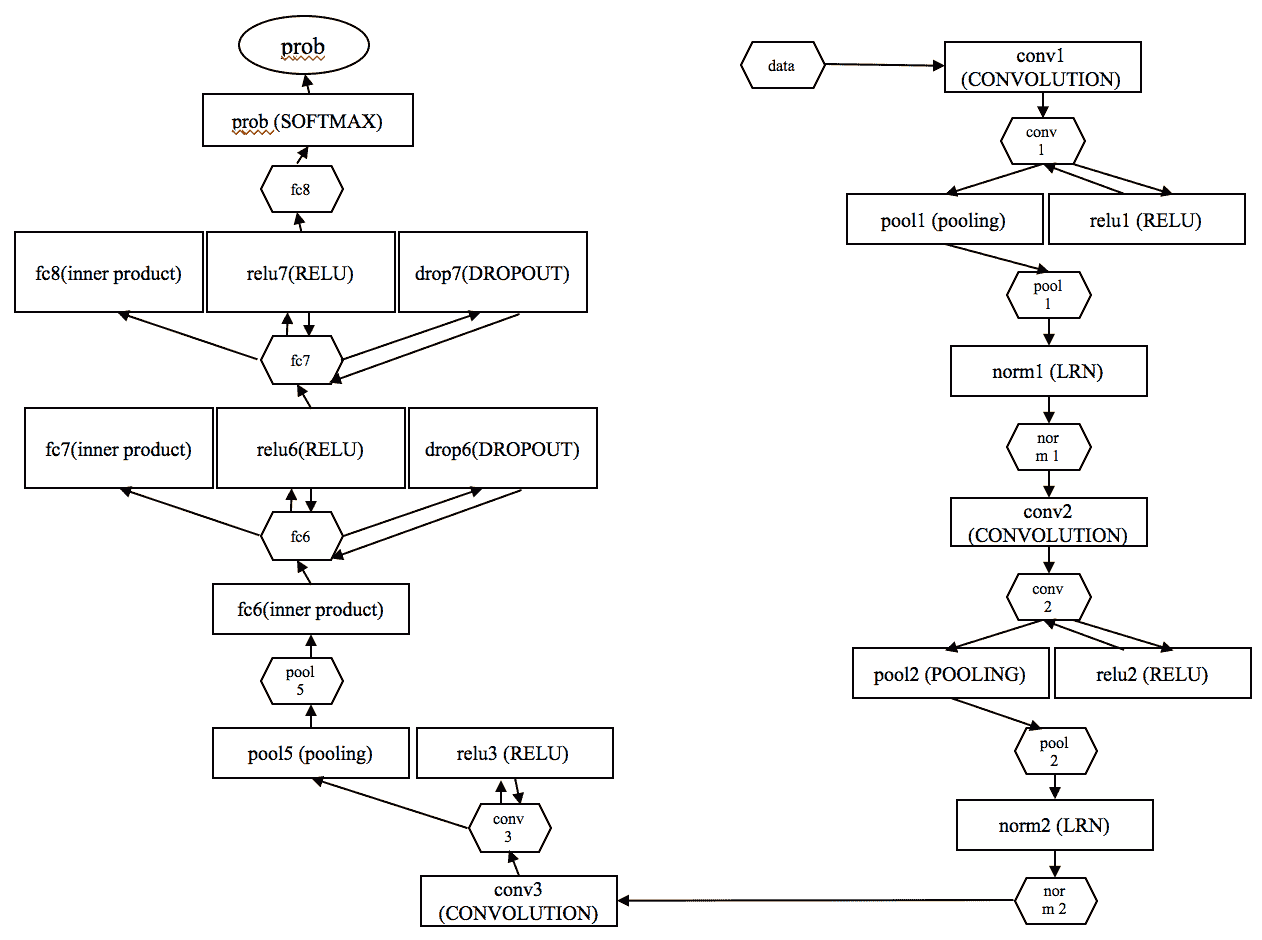 prob
prob (SOFTMAX)
fc8
fc8(inner product)
relu7(RELU)
drop7(DROPOUT)
fc7
fc7(inner product)
relu6(RELU)
drop6(DROPOUT)
fc6
fc6(inner product)
pool
5
pool5 (pooling)
relu3 (RELU)
conv
3
conv3
(CONVOLUTION)
data
conv1
(CONVOLUTION)
conv
1
pool1 (pooling)
relu1 (RELU)
pool
1
norm1 (LRN)
nor
m 1
conv2
(CONVOLUTION)
conv
2
pool2 (POOLING)
relu2 (RELU)
pool
2
norm2 (LRN)
nor
m 2